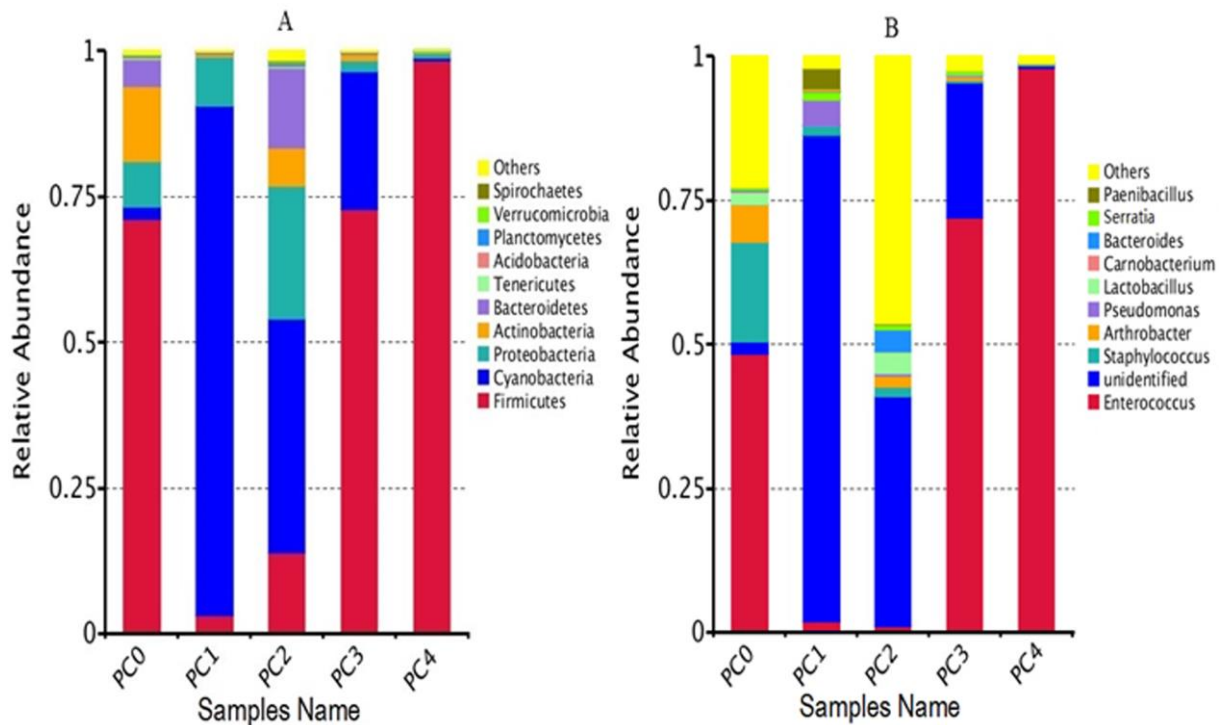 A
Relative Abundance
1
0.75
0.5
0.25
0
PC0
PC1
PC2
PC3
PC4
Samples Name
Others
Spirochaetes
Verrucomicrobia
Planctomycetes
Acidobacteria
Tenericutes
Bacteroidetes
Actinobacteria
Proteobacteria
Cyanobacteria
Firmicutes
B
Relative Abundance
1
0.75
0.5
0.25
0
PC0
PC1
PC2
PC3
PC4
Samples Name
Others
Paenibacillus
Serratia
Bacteroides
Carnobacterium
Lactobacillus
Pseudomonas
Arthrobacter
Staphylococcus
unidentified
Enterococcus